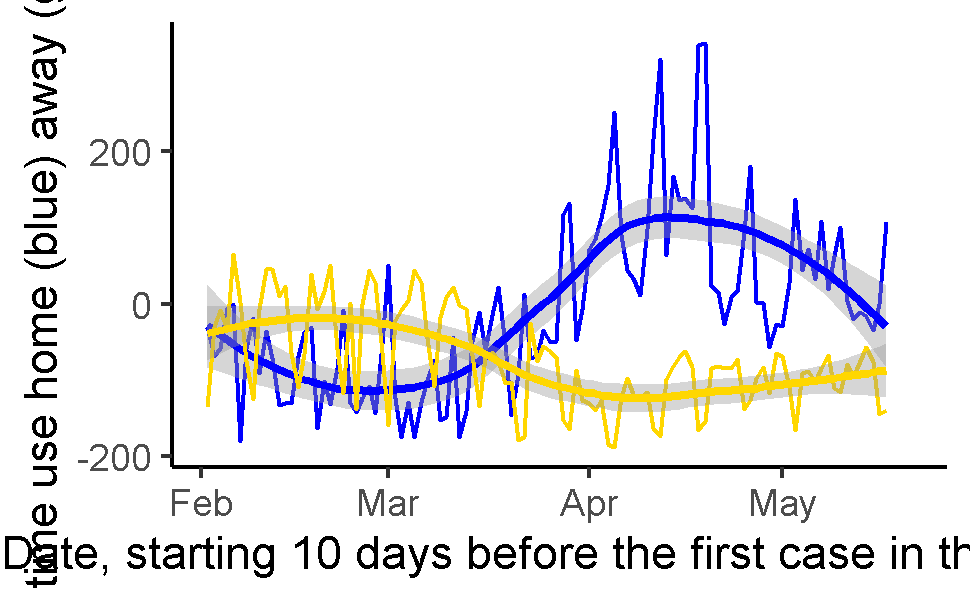 time use home (blue) away (
200
0
-200
Feb Mar Apr May
Date, starting 10 days before the first case in th